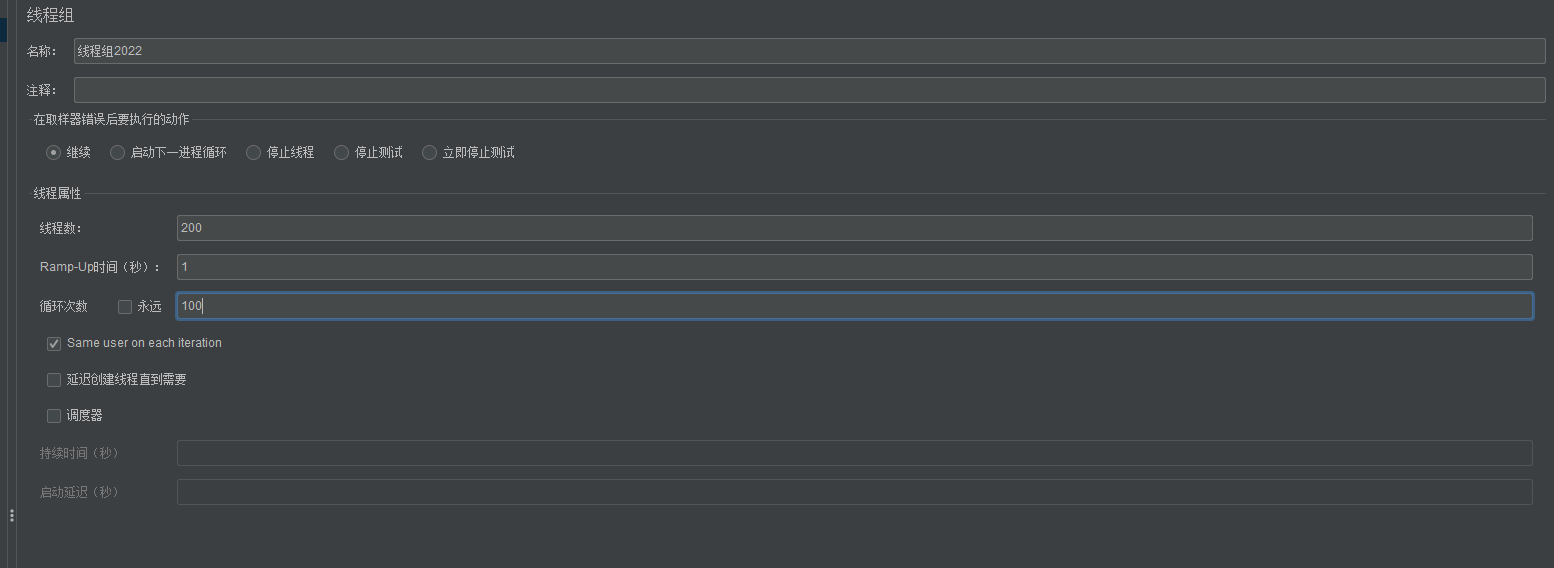 线程组
名称： 线程组2022
注释：
在取样器错误后要执行的动作
继续 启动下一进程循环 停止线程 停止测试 立即停止测试
线程属性
线程数： 200
Ramp-Up时间（秒）： 1
循环次数 永远 100
Same user on each iteration
延迟创建线程直到需要
调度器
持续时间（秒）
启动延迟（秒）